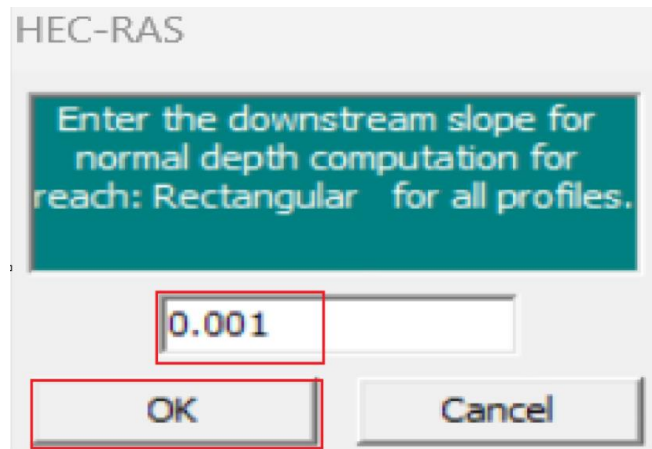 HEC-RAS
Enter the downstream slope for
normal depth computation for
reach: Rectangular for all profiles.
0.001
OK Cancel